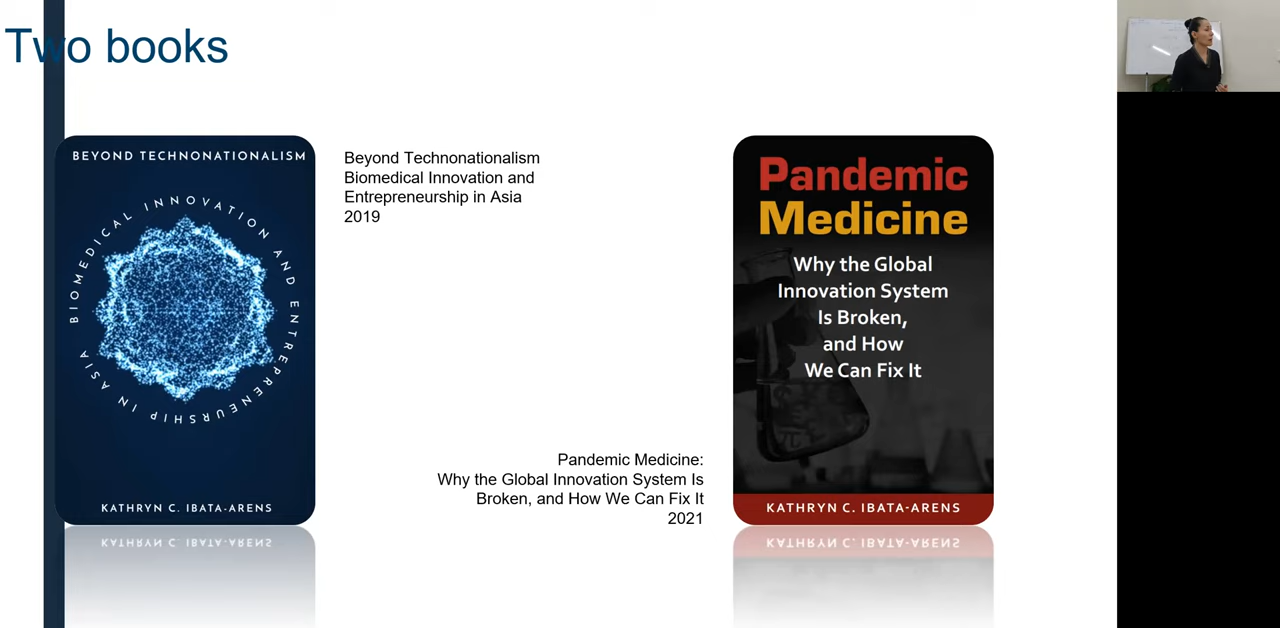 Two books
BEYOND TECHNONATIONALISM
BIOMEDICAL INNOVATION AND ENTREPRENEURSHIP IN ASIA
KATHRYN C. IBATA-ARENS
Beyond Technonationalism
Biomedical Innovation and
Entrepreneurship in Asia
2019
Pandemic Medicine:
Why the Global Innovation System Is
Broken, and How We Can Fix It
2021
Pandemic
Medicine
Why the Global
Innovation System
Is Broken,
and How
We Can Fix It
KATHRYN C. IBATA-ARENS